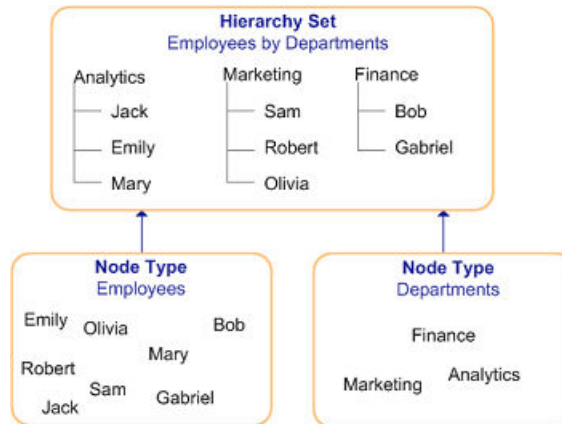 Hierarchy Set
Employees by Departments
Analytics
Jack
Emily
Mary
Marketing
Sam
Robert
Olivia
Finance
Bob
Gabriel
Node Type
Employees
Emily
Olivia
Bob
Mary
Robert
Sam
Gabriel
Jack
Node Type
Departments
Finance
Analytics
Marketing